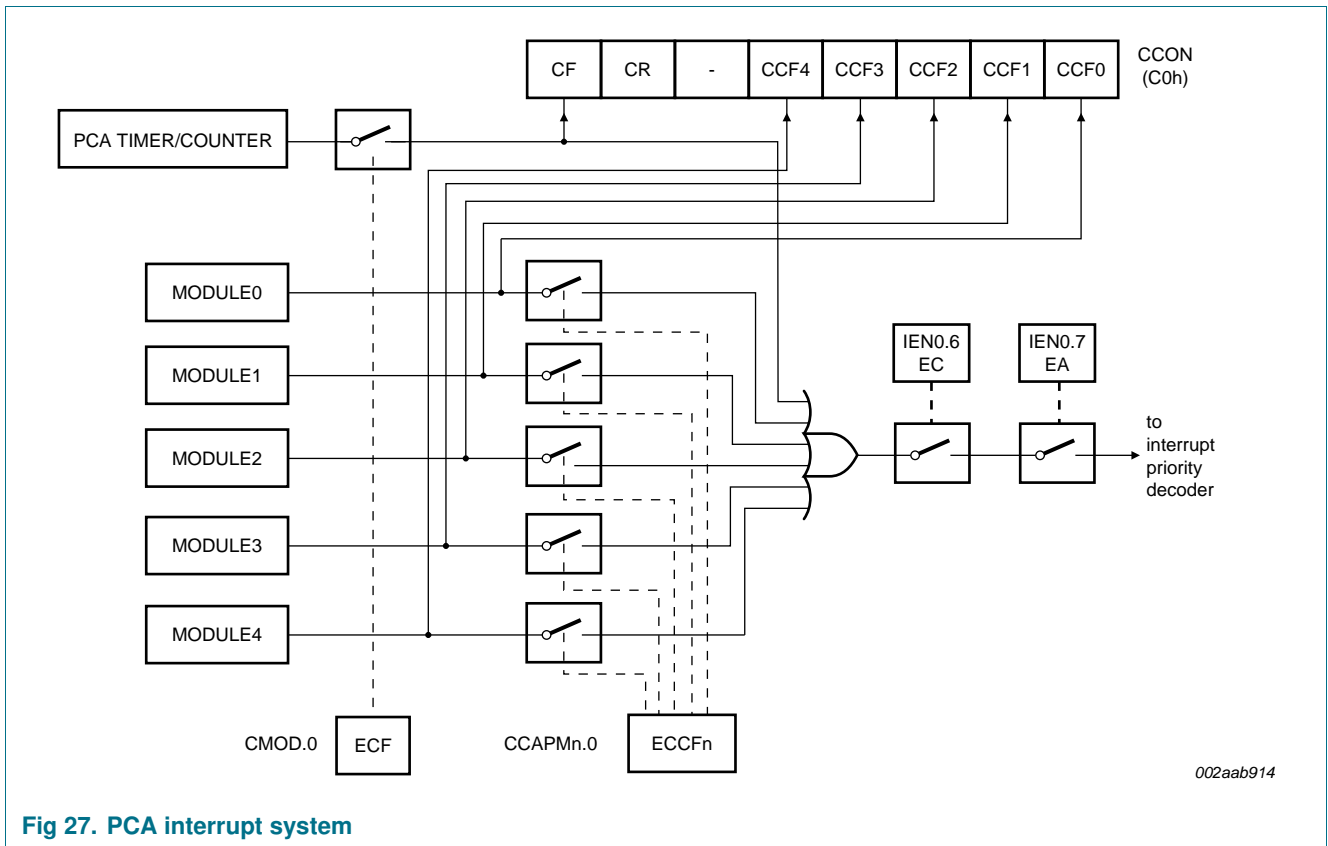 CF CR - CCF4 CCF3 CCF2 CCF1 CCF0
CCON
(C0h)
PCA TIMER/COUNTER
MODULE0
MODULE1
MODULE2
MODULE3
MODULE4
IEN0.6
EC
IEN0.7
EA
to
interrupt
priority
decoder
CMOD.0
ECF
CCAPMn.0
ECCFn
002aab914
Fig 27. PCA interrupt system